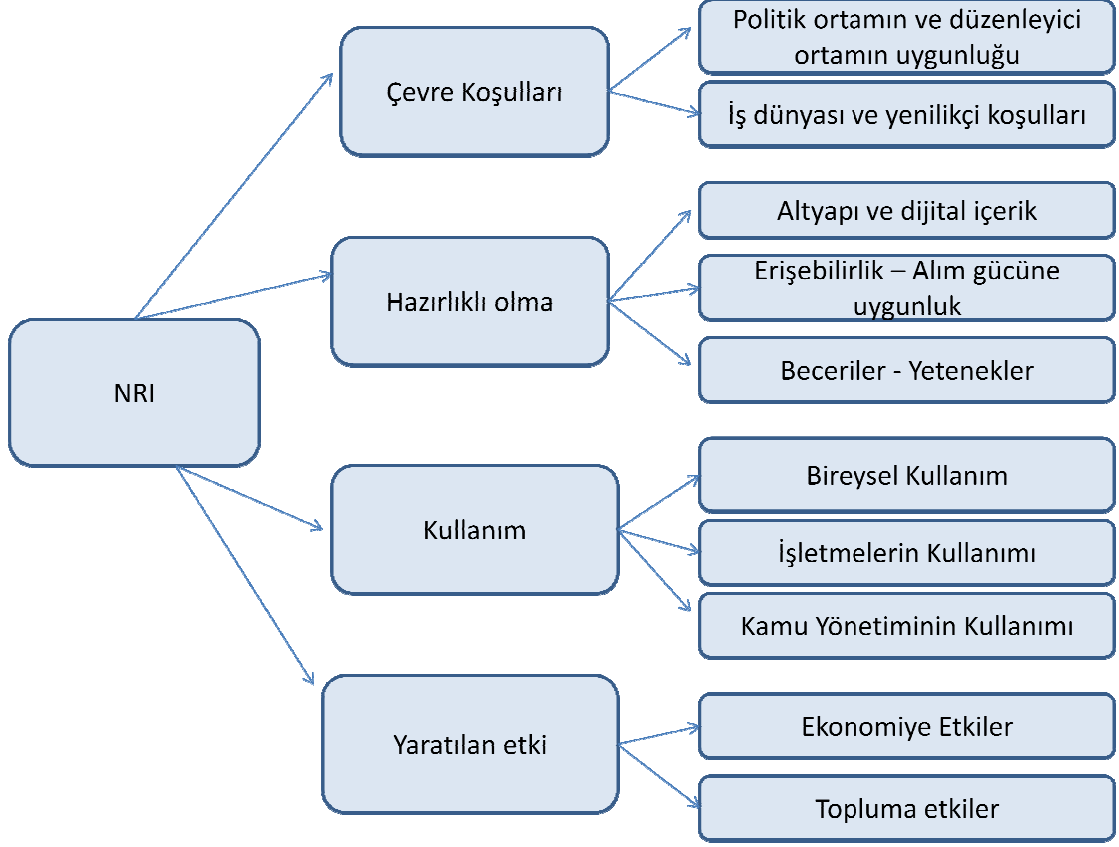 NRI
Çevre Koşulları
Politik ortamın ve düzenleyici
ortamın uygunluğu
İş dünyası ve yenilikçi koşulları
Hazırlıklı olma
Altyapı ve dijital içerik
Erişebilirlik – Alım gücüne
uygunluk
Beceriler - Yetenekler
Kullanım
Bireysel Kullanım
İşletmelerin Kullanımı
Kamu Yönetiminin Kullanımı
Yaratılan etki
Ekonomiye Etkiler
Topluma etkiler